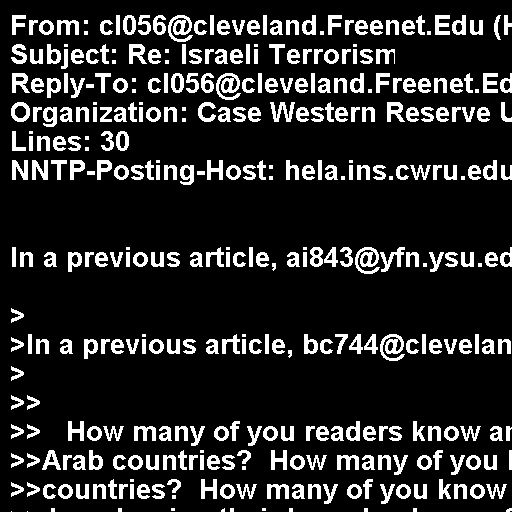 From: cl056@cleveland.Freenet.Edu (H
Subject: Re: Israeli Terrorism
Reply-To: cl056@cleveland.Freenet.Ed
Organization: Case Western Reserve U
Lines: 30
NNTP-Posting-Host: hela.ins.cwru.edu
In a previous article, ai843@yfn.ysu.ed
>
>In a previous article, bc744@clevelan
>
>>
>>   How many of you readers know an
>>Arab countries?  How many of you
>>countries?  How many of you know